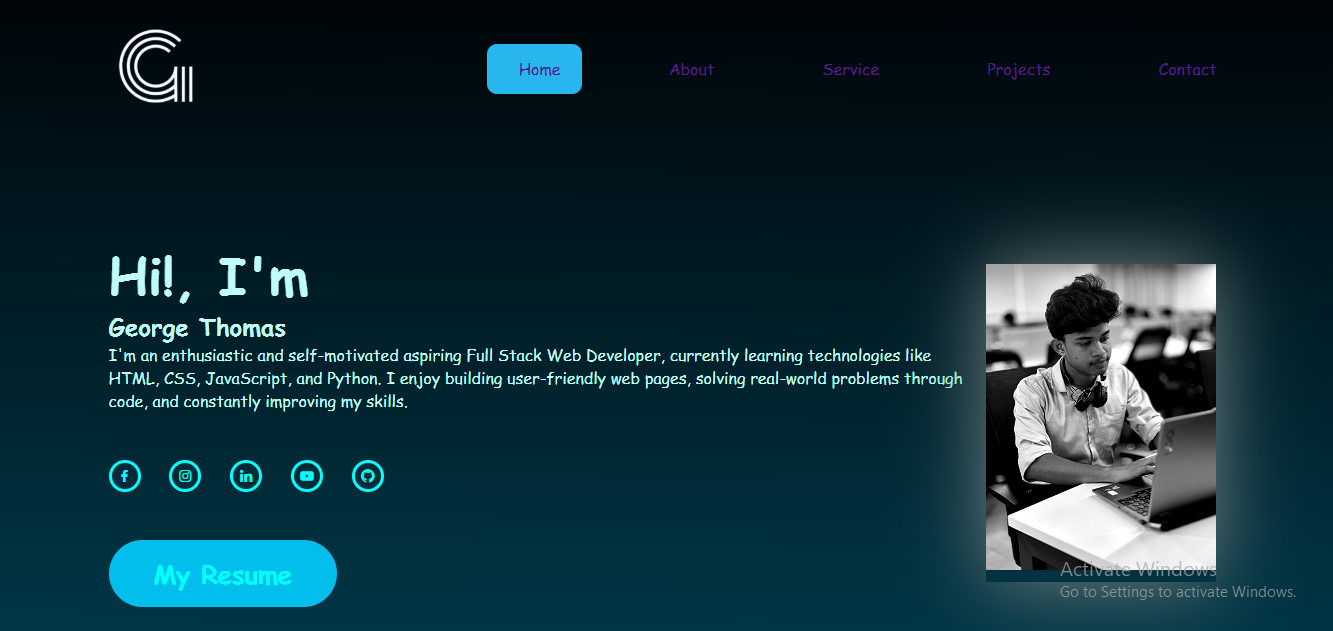 G
Home About Service Projects Contact
Hi!, I'm
George Thomas
I'm an enthusiastic and self-motivated aspiring Full Stack Web Developer, currently learning technologies like
HTML, CSS, JavaScript, and Python. I enjoy building user-friendly web pages, solving real-world problems through
code, and constantly improving my skills.
My Resume
Activate Windows
Go to Settings to activate Windows.